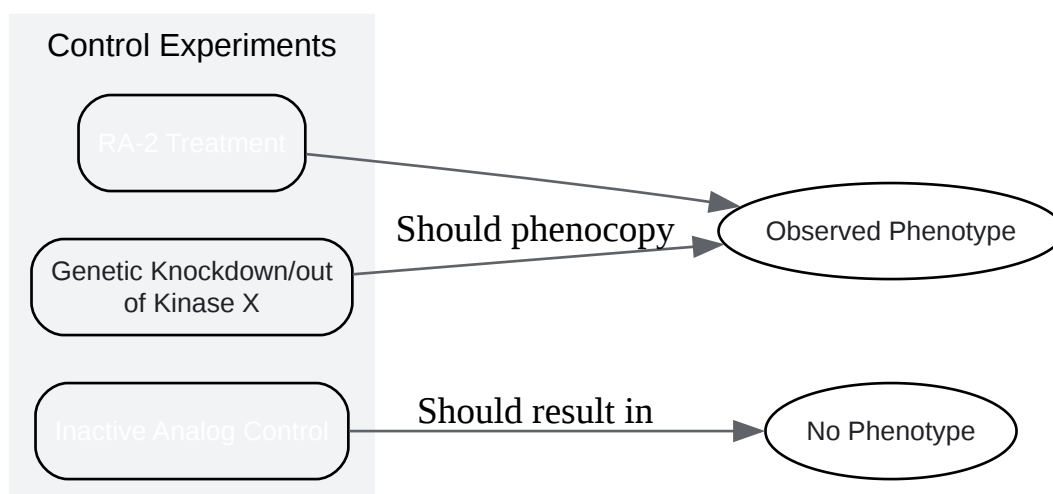 Control Experiments
RA-2 Treatment
Should phenocopy
Observed Phenotype
Genetic Knockdown/out
of Kinase X
Inactive Analog Control
Should result in
No Phenotype